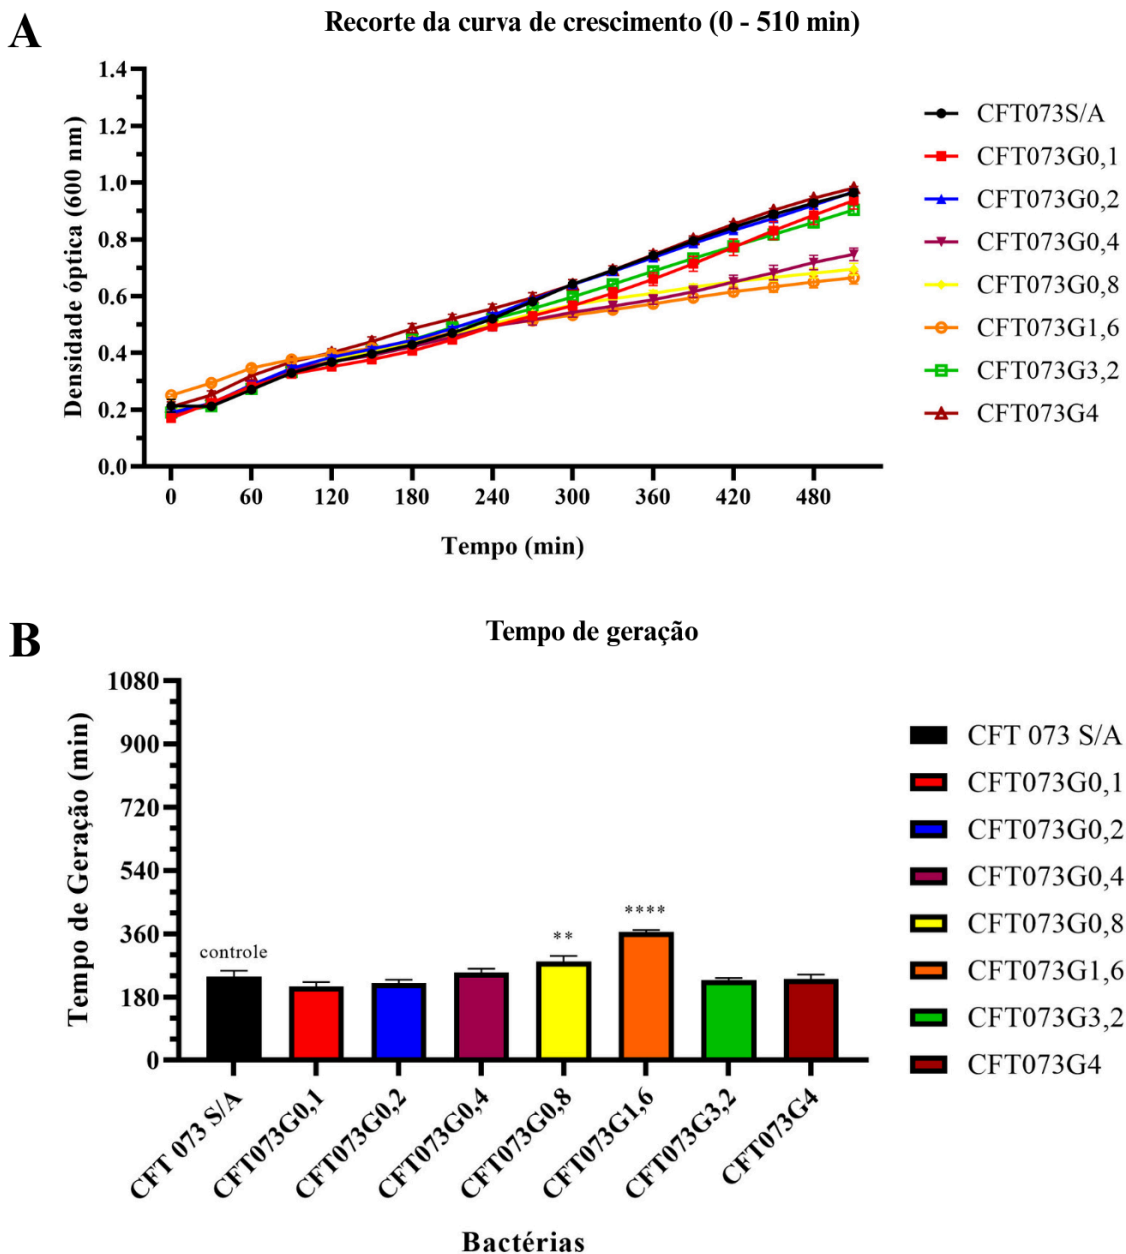 A
Recorte da curva de crescimento (0 - 510 min)
1.4
1.2
1.0
0.8
0.6
0.4
0.2
0.0
Densidade óptica (600 nm)
0 60 120 180 240 300 360 420 480
Tempo (min)
CFT073S/A
CFT073G0,1
CFT073G0,2
CFT073G0,4
CFT073G0,8
CFT073G1,6
CFT073G3,2
CFT073G4
B
Tempo de geração
1080
900
720
540
360
180
0
Tempo de Geração (min)
controle
**
****
CFT 073 S/A
CFT073G0,1
CFT073G0,2
CFT073G0,4
CFT073G0,8
CFT073G1,6
CFT073G3,2
CFT073G4
Bactérias
CFT 073 S/A
CFT073G0,1
CFT073G0,2
CFT073G0,4
CFT073G0,8
CFT073G1,6
CFT073G3,2
CFT073G4